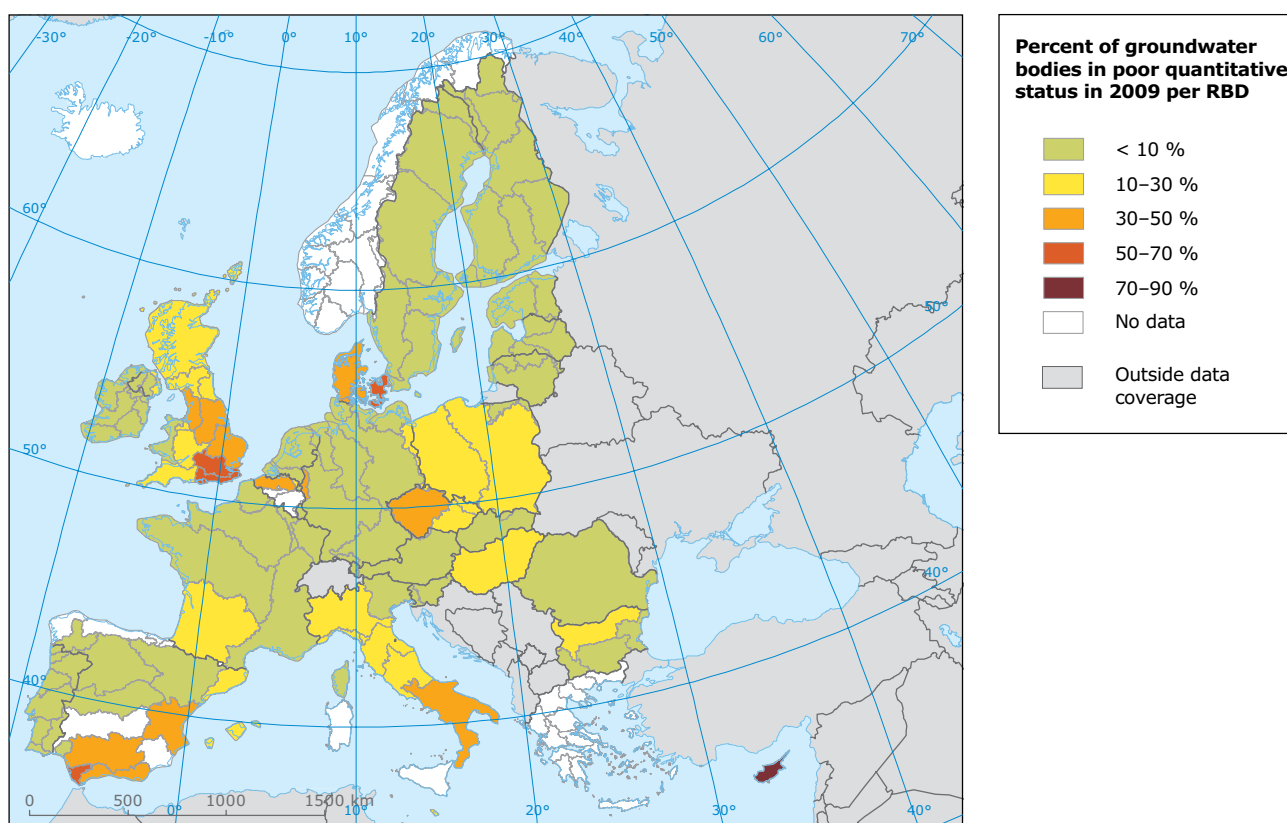 -30° -20° -10° 0° 10° 20° 30° 40° 50° 60° 70°
60°
50°
50°
40°
40°
0 500 1000 1500 km
0° 10° 20° 30° 40°
Percent of groundwater
bodies in poor quantitative
status in 2009 per RBD
< 10 %
10–30 %
30–50 %
50–70 %
70–90 %
No data
Outside data
coverage